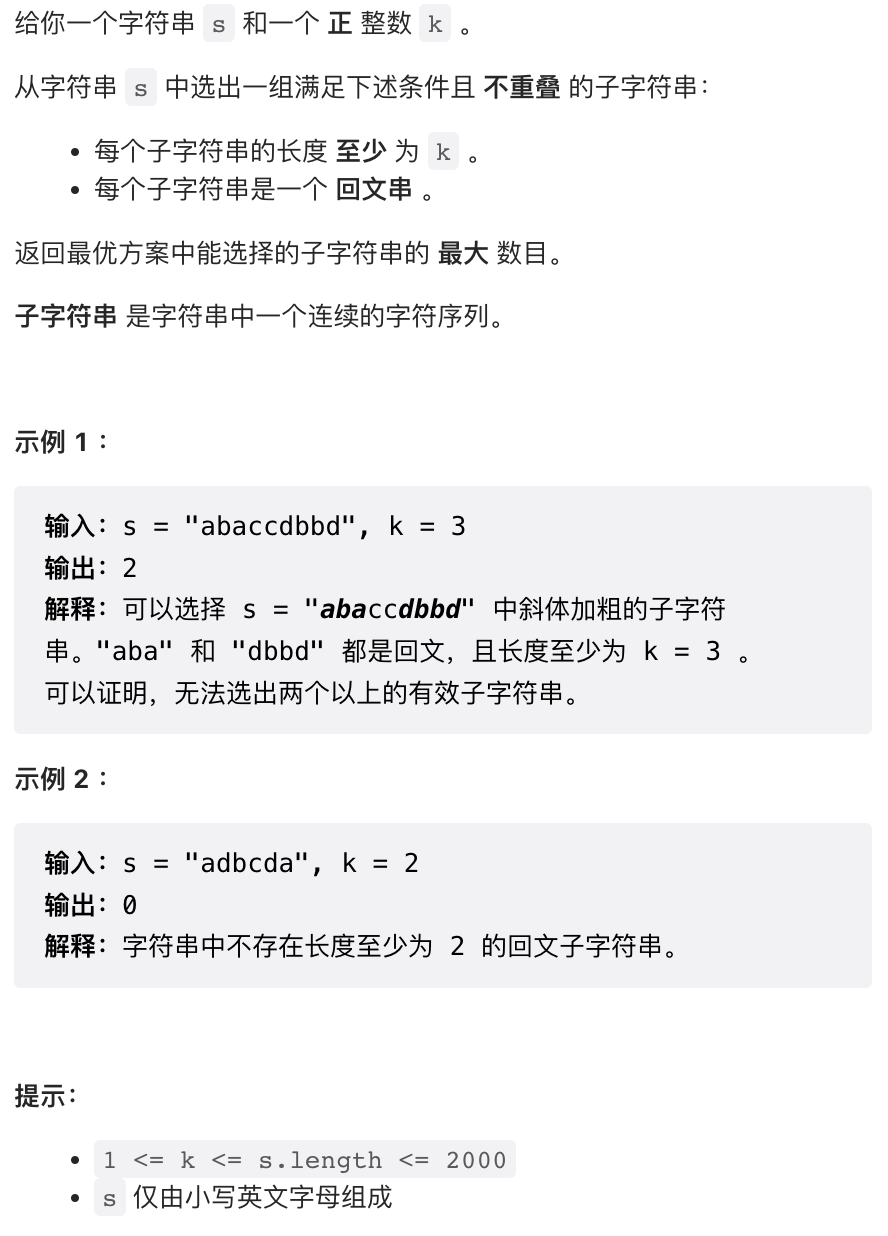 给你一个字符串 s 和一个 正 整数 k 。
从字符串 s 中选出一组满足下述条件且 不重叠 的子字符串：
• 每个子字符串的长度 至少 为 k 。
• 每个子字符串是一个 回文串 。
返回最优方案中能选择的子字符串的 最大 数目。
子字符串 是字符串中一个连续的字符序列。
示例 1 ：
输入：s = "abaccdbbd", k = 3
输出：2
解释：可以选择 s = "abaccdbbd" 中斜体加粗的子字符
串。"aba" 和 "dbbd" 都是回文，且长度至少为 k = 3 。
可以证明，无法选出两个以上的有效子字符串。
示例 2 ：
输入：s = "adbcda", k = 2
输出：0
解释：字符串中不存在长度至少为 2 的回文子字符串。
提示：
• 1 <= k <= s.length <= 2000
• s 仅由小写英文字母组成